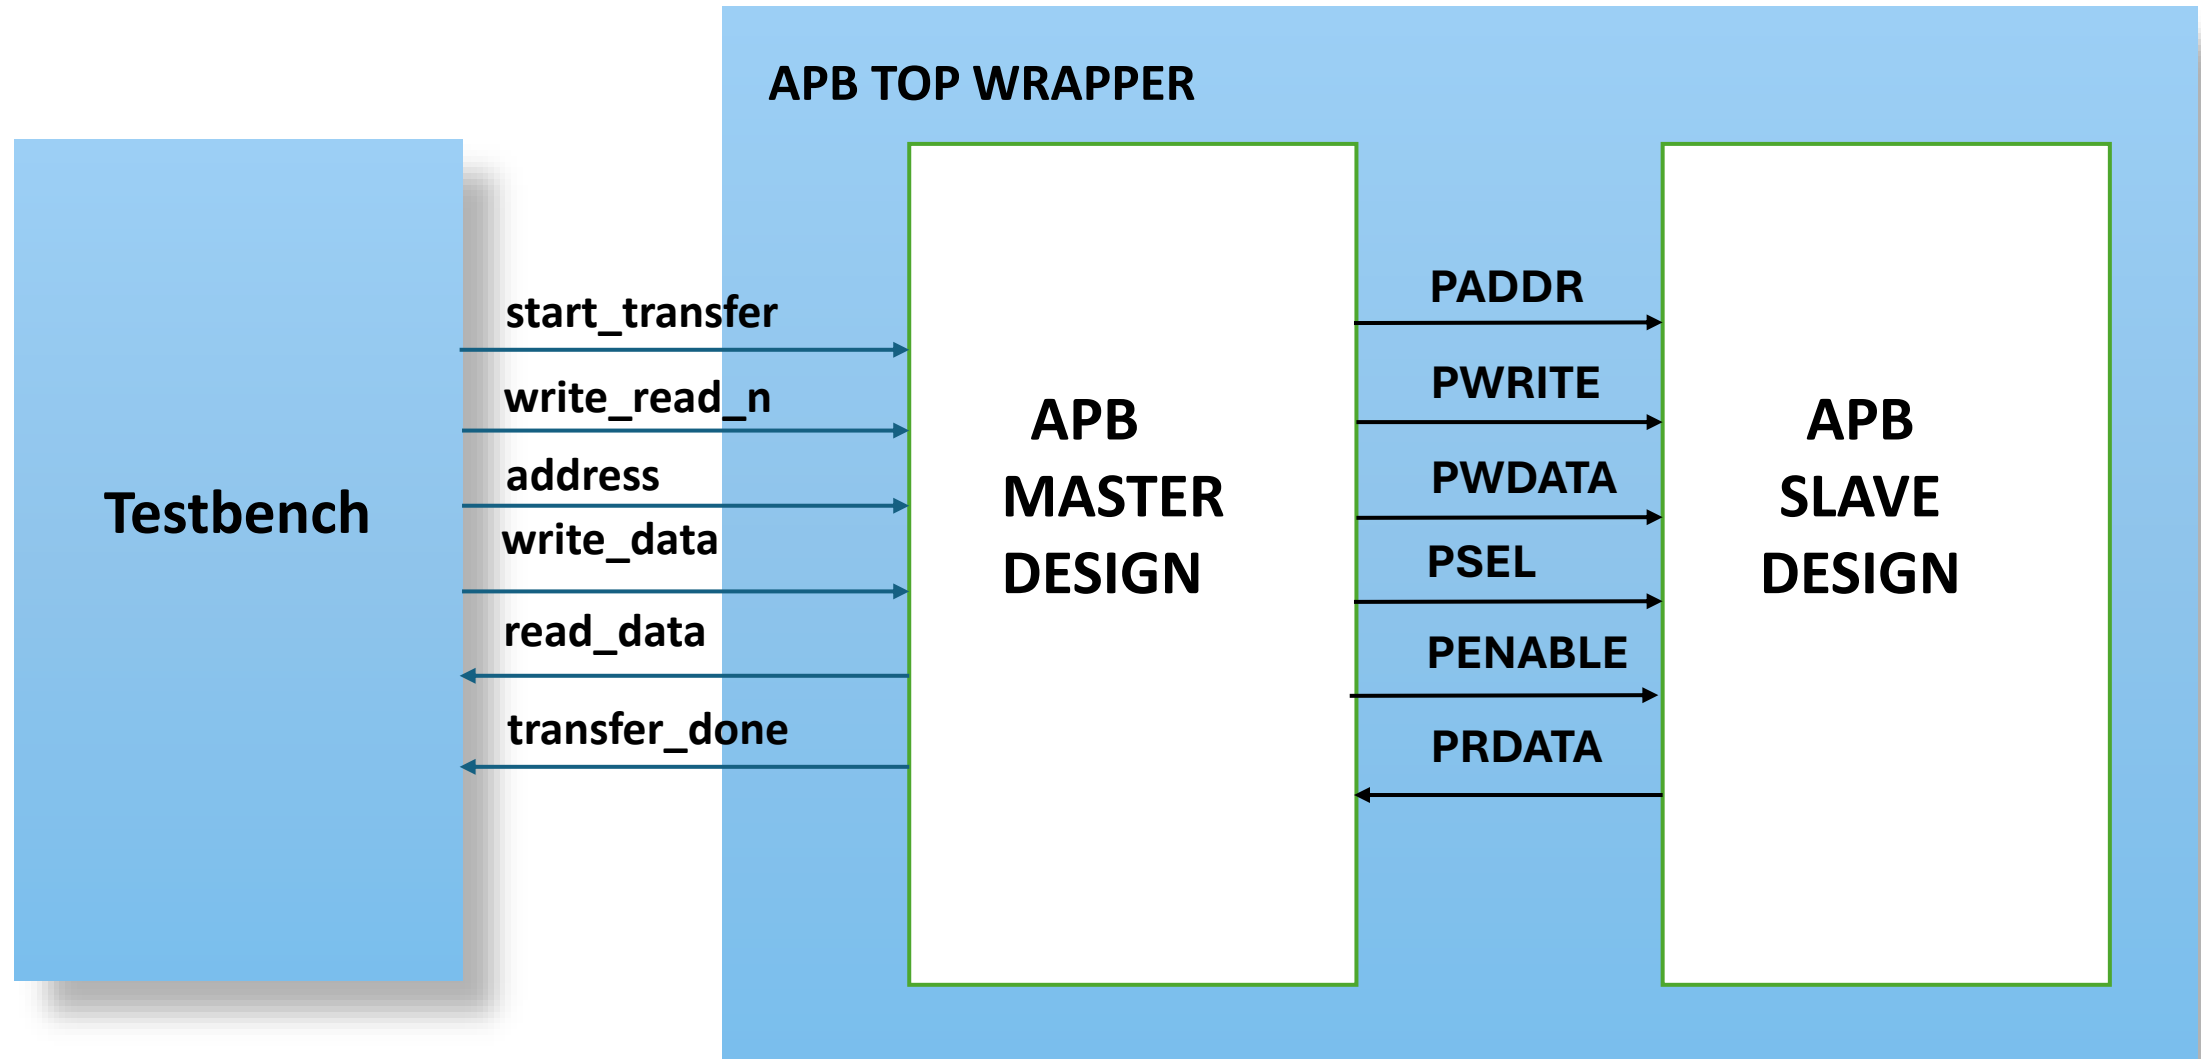 APB TOP WRAPPER
Testbench
start_transfer
write_read_n
address
write_data
read_data
transfer_done
APB
MASTER
DESIGN
PADDR
PWRITE
PWDATA
PSEL
PENABLE
PRDATA
APB
SLAVE
DESIGN